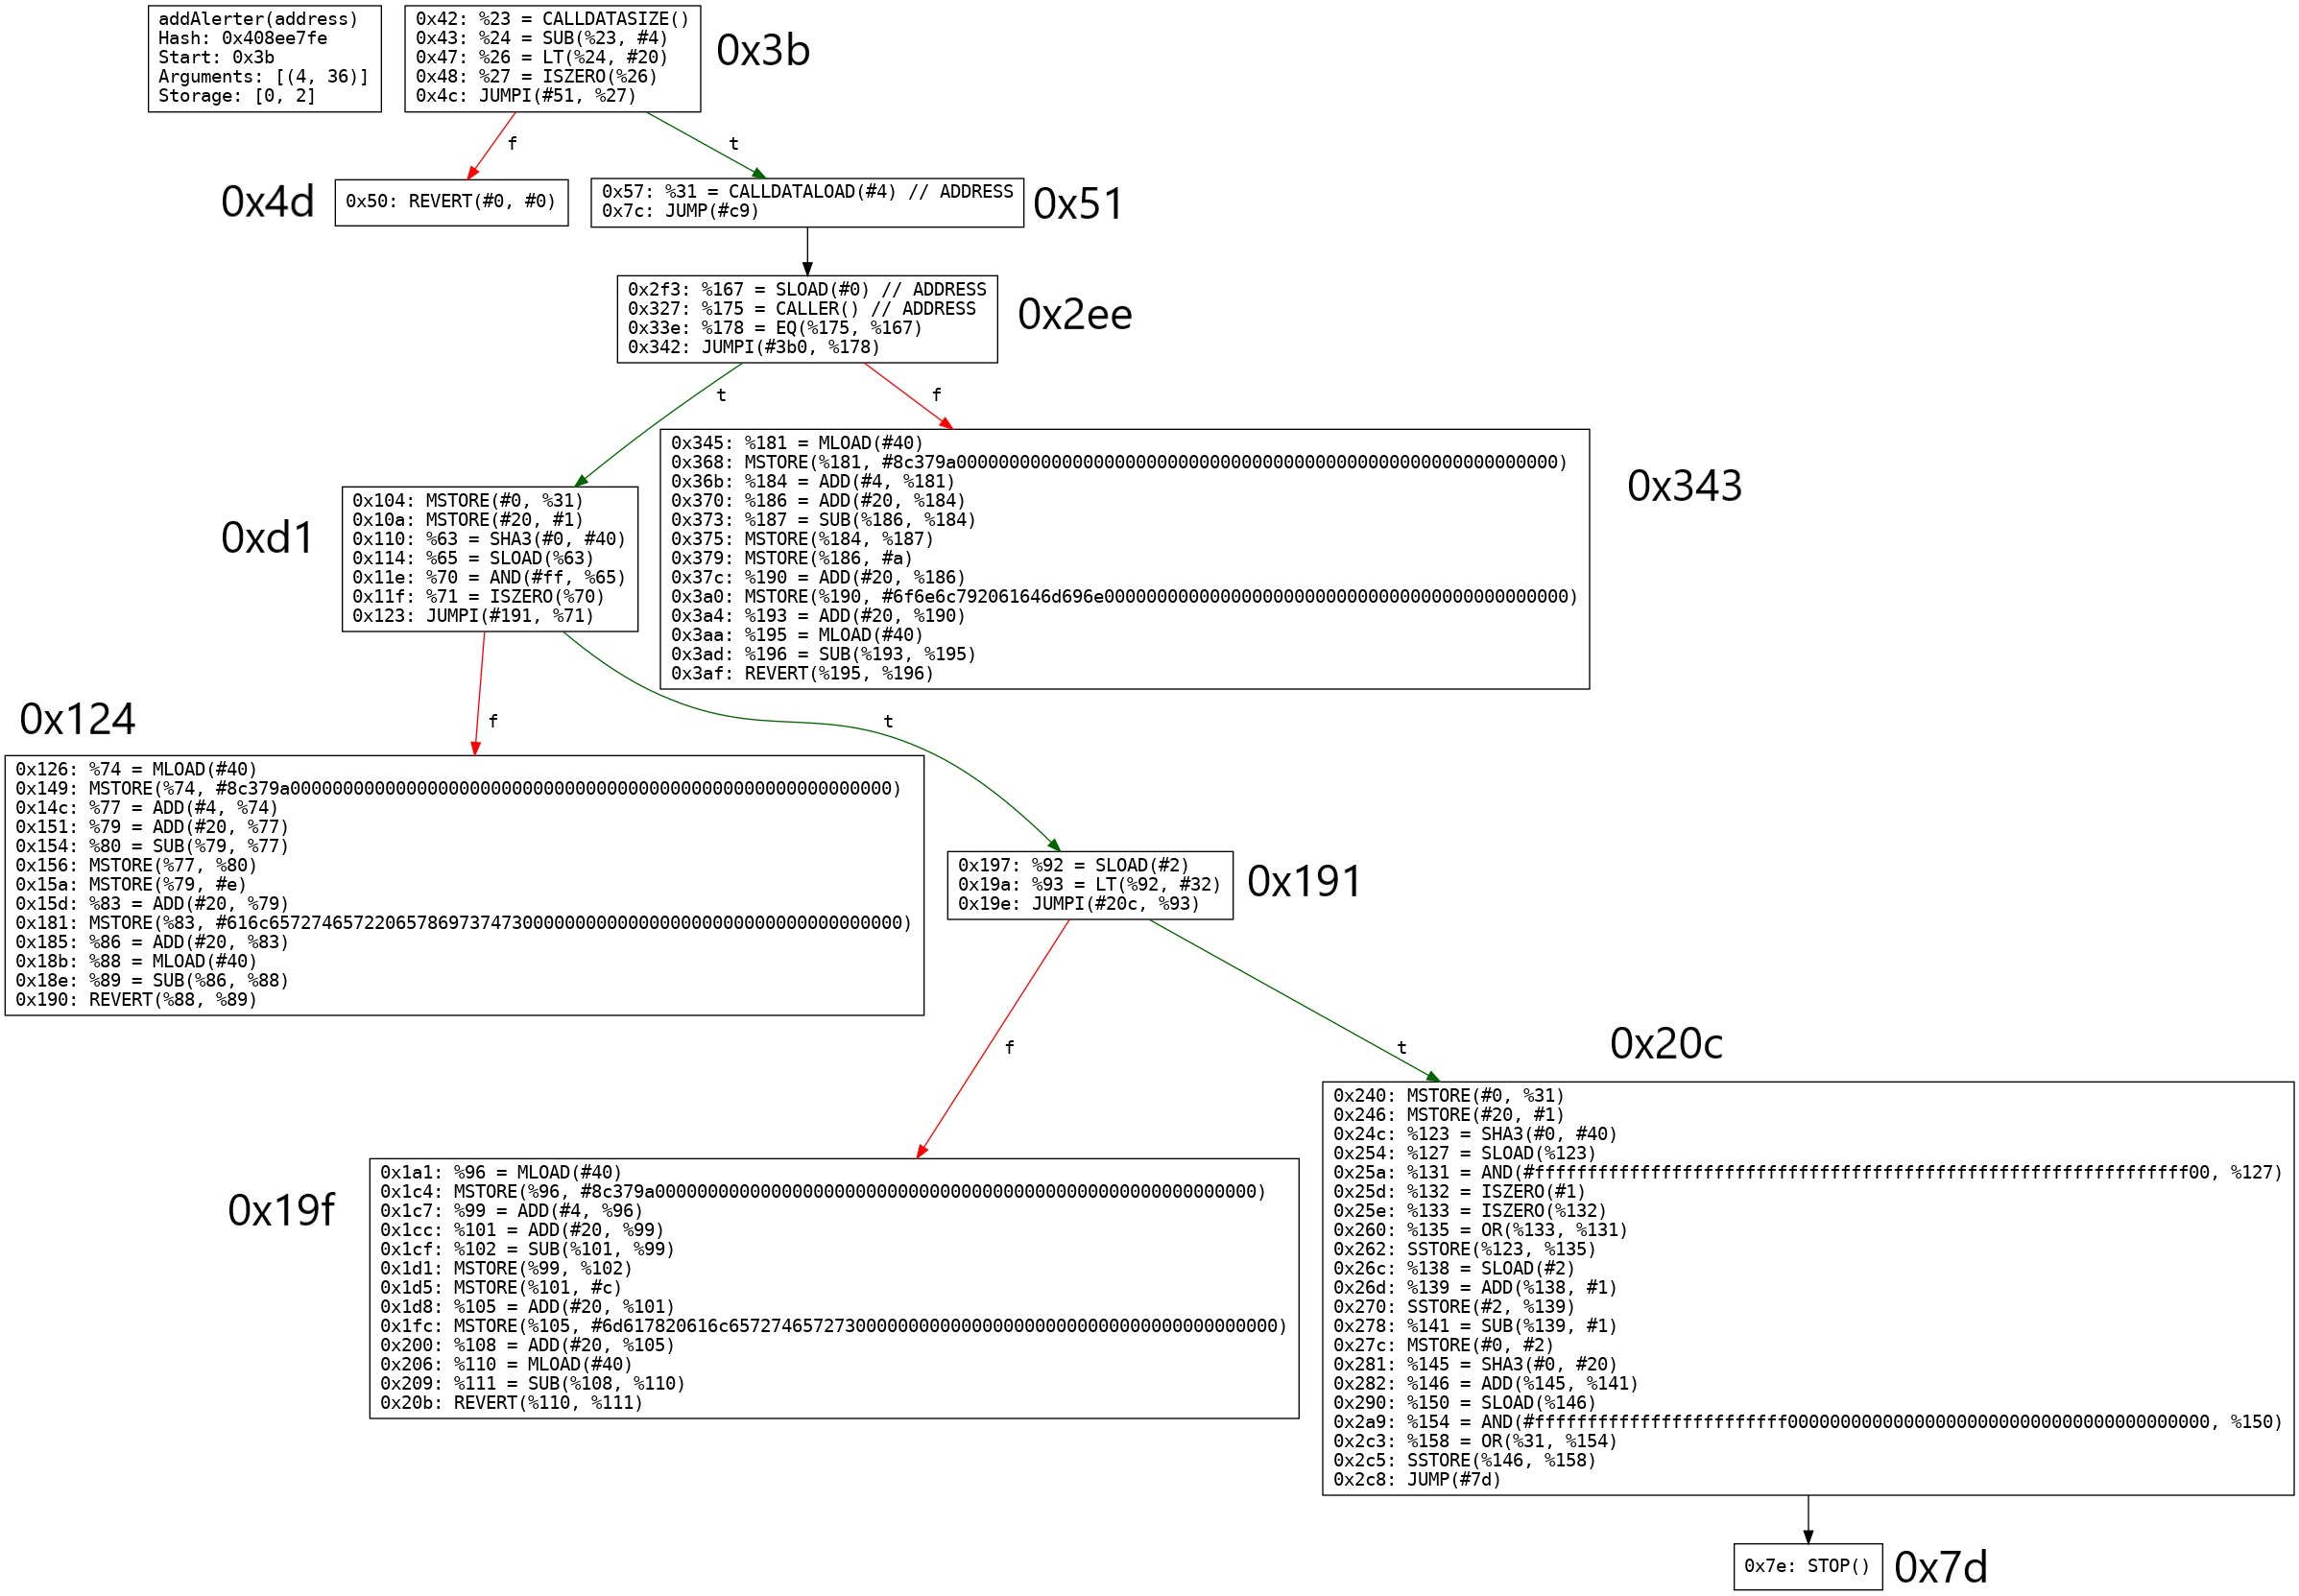 addAlerter(address)
Hash: 0x408ee7fe
Start: 0x3b
Arguments: [(4, 36)]
Storage: [0, 2]
0x42: %23 = CALLDATASIZE()
0x43: %24 = SUB(%23, #4)
0x47: %26 = LT(%24, #20)
0x48: %27 = ISZERO(%26)
0x4c: JUMPI(#51, %27)
0x3b
f
t
0x4d
0x50: REVERT(#0, #0)
0x57: %31 = CALLDATALOAD(#4) // ADDRESS
0x7c: JUMP(#c9)
0x51
0x2f3: %167 = SLOAD(#0) // ADDRESS
0x327: %175 = CALLER() // ADDRESS
0x33e: %178 = EQ(%175, %167)
0x342: JUMPI(#3b0, %178)
0x2ee
t
f
0xd1
0x104: MSTORE(#0, %31)
0x10a: MSTORE(#20, #1)
0x110: %63 = SHA3(#0, #40)
0x114: %65 = SLOAD(%63)
0x11e: %70 = AND(#ff, %65)
0x11f: %71 = ISZERO(%70)
0x123: JUMPI(#191, %71)
0x345: %181 = MLOAD(#40)
0x368: MSTORE(%181, #8c379a000000000000000000000000000000000000000000000000000000000)
0x36b: %184 = ADD(#4, %181)
0x370: %186 = ADD(#20, %184)
0x373: %187 = SUB(%186, %184)
0x375: MSTORE(%184, %187)
0x379: MSTORE(%186, #a)
0x37c: %190 = ADD(#20, %186)
0x3a0: MSTORE(%190, #6f6e6c792061646d696e00000000000000000000000000000000000000000000)
0x3a4: %193 = ADD(#20, %190)
0x3aa: %195 = MLOAD(#40)
0x3ad: %196 = SUB(%193, %195)
0x3af: REVERT(%195, %196)
0x343
f
t
0x124
0x126: %74 = MLOAD(#40)
0x149: MSTORE(%74, #8c379a000000000000000000000000000000000000000000000000000000000)
0x14c: %77 = ADD(#4, %74)
0x151: %79 = ADD(#20, %77)
0x154: %80 = SUB(%79, %77)
0x156: MSTORE(%77, %80)
0x15a: MSTORE(%79, #e)
0x15d: %83 = ADD(#20, %79)
0x181: MSTORE(%83, #616c657274657220657869737473000000000000000000000000000000000000)
0x185: %86 = ADD(#20, %83)
0x18b: %88 = MLOAD(#40)
0x18e: %89 = SUB(%86, %88)
0x190: REVERT(%88, %89)
0x197: %92 = SLOAD(#2)
0x19a: %93 = LT(%92, #32)
0x19e: JUMPI(#20c, %93)
0x191
f
t
0x19f
0x1a1: %96 = MLOAD(#40)
0x1c4: MSTORE(%96, #8c379a000000000000000000000000000000000000000000000000000000000)
0x1c7: %99 = ADD(#4, %96)
0x1cc: %101 = ADD(#20, %99)
0x1cf: %102 = SUB(%101, %99)
0x1d1: MSTORE(%99, %102)
0x1d5: MSTORE(%101, #c)
0x1d8: %105 = ADD(#20, %101)
0x1fc: MSTORE(%105, #6d617820616c6572746572730000000000000000000000000000000000000000)
0x200: %108 = ADD(#20, %105)
0x206: %110 = MLOAD(#40)
0x209: %111 = SUB(%108, %110)
0x20b: REVERT(%110, %111)
0x20c
0x240: MSTORE(#0, %31)
0x246: MSTORE(#20, #1)
0x24c: %123 = SHA3(#0, #40)
0x254: %127 = SLOAD(%123)
0x25a: %131 = AND(#ffffffffffffffffffffffffffffffffffffffffffffffffffffffffffffff00, %127)
0x25d: %132 = ISZERO(#1)
0x25e: %133 = ISZERO(%132)
0x260: %135 = OR(%133, %131)
0x262: SSTORE(%123, %135)
0x26c: %138 = SLOAD(#2)
0x26d: %139 = ADD(%138, #1)
0x270: SSTORE(#2, %139)
0x278: %141 = SUB(%139, #1)
0x27c: MSTORE(#0, #2)
0x281: %145 = SHA3(#0, #20)
0x282: %146 = ADD(%145, %141)
0x290: %150 = SLOAD(%146)
0x2a9: %154 = AND(#ffffffffffffffffffffffff0000000000000000000000000000000000000000, %150)
0x2c3: %158 = OR(%31, %154)
0x2c5: SSTORE(%146, %158)
0x2c8: JUMP(#7d)
0x7e: STOP()
0x7d